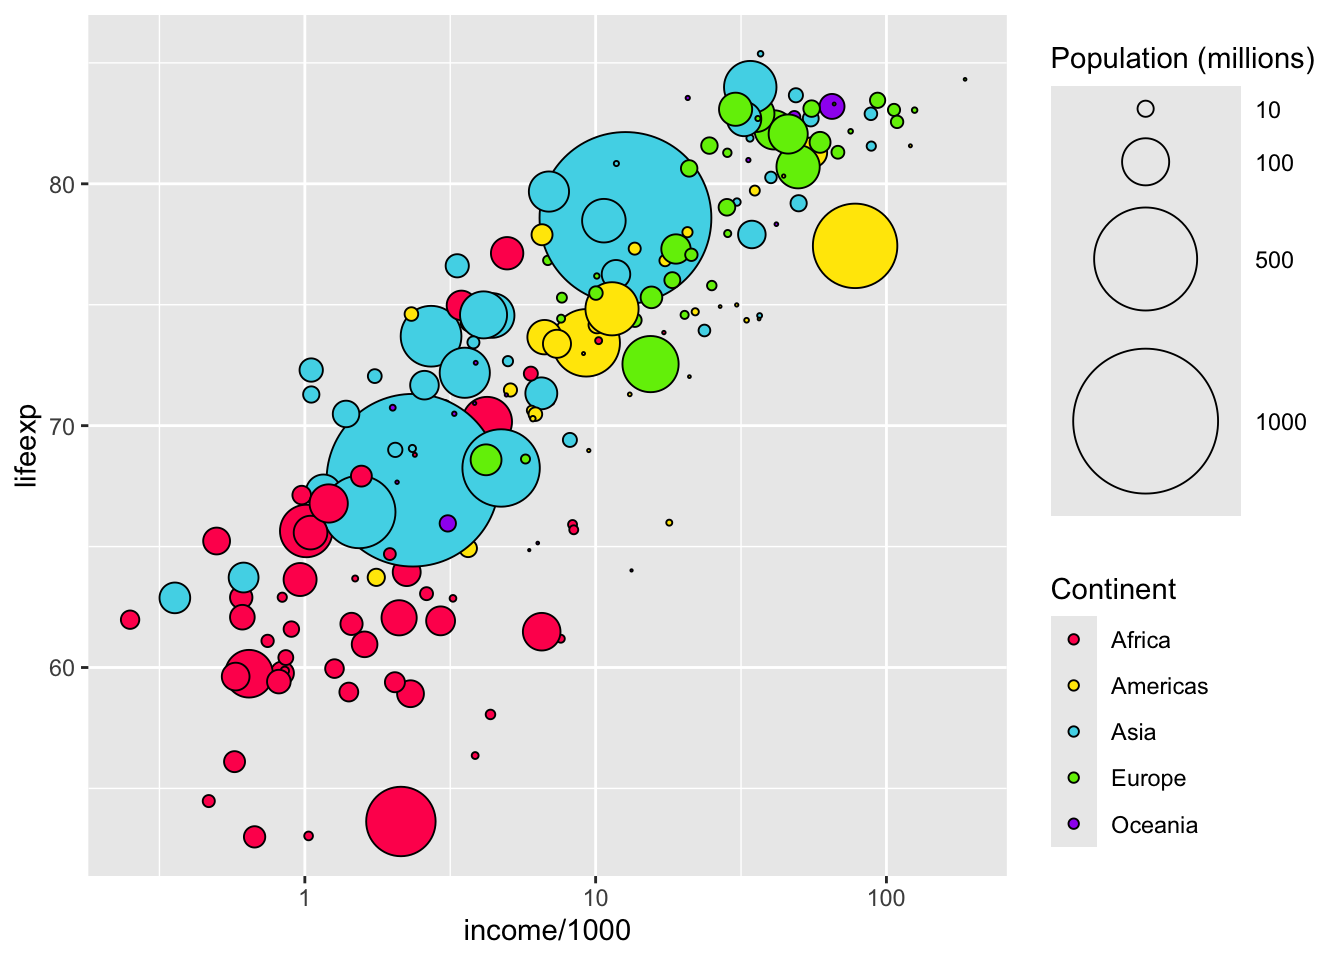 lifeexp
80
70
60
1
10
100
income/1000
Population (millions)
10
100
500
1000
Continent
Africa
Americas
Asia
Europe
Oceania